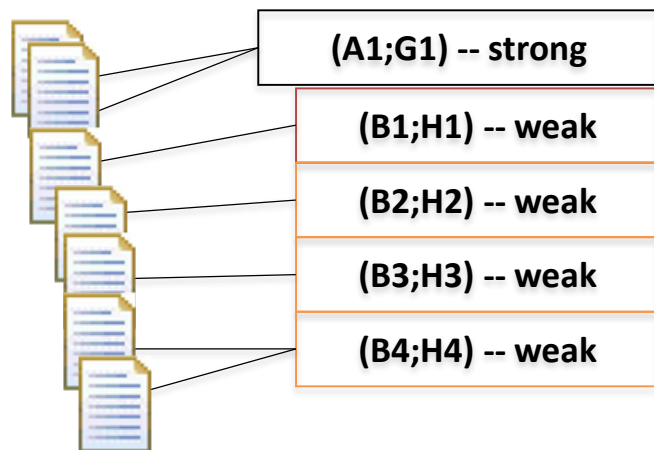 (A1;G1) -- strong
(B1;H1) -- weak
(B2;H2) -- weak
(B3;H3) -- weak
(B4;H4) -- weak